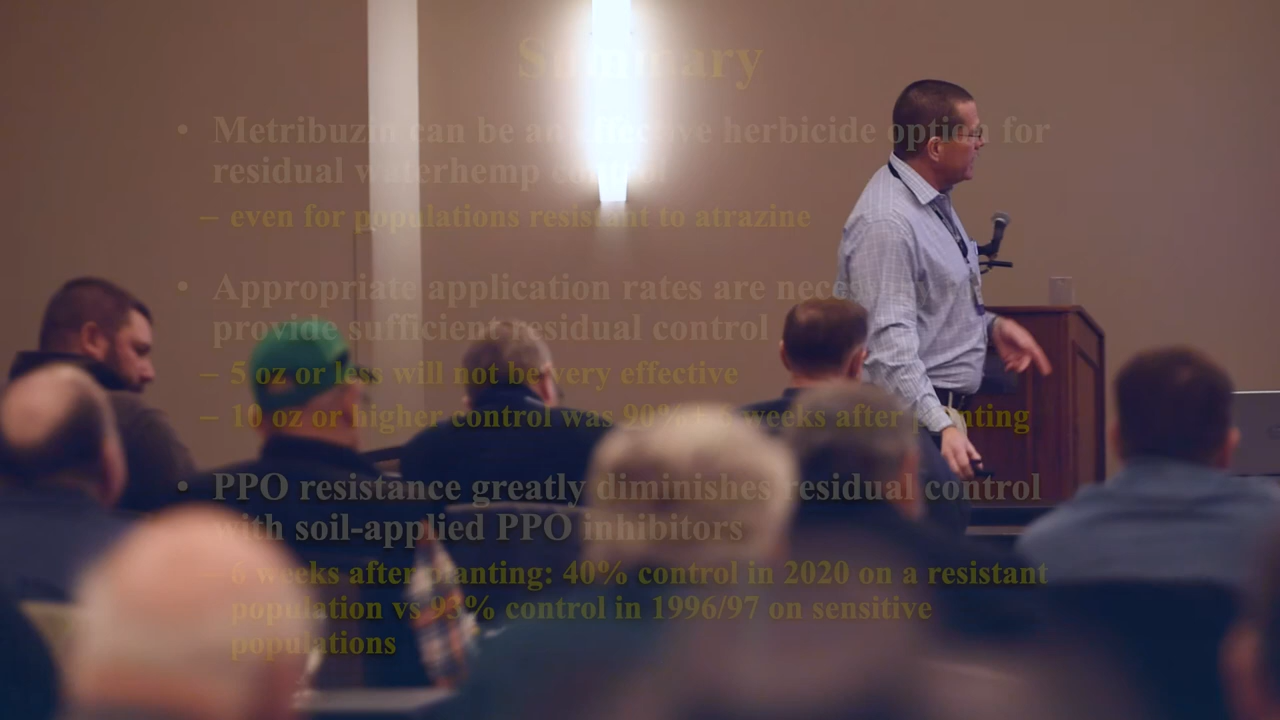 Summary
• Metribuzin can be an effective herbicide option for
residual waterhemp control
– even for populations resistant to atrazine
• Appropriate application rates are necessary
provide sufficient residual control
– 5 oz or less will not be very effective
– 10 oz or higher control was 90%+ 6 weeks after planting
• PPO resistance greatly diminishes residual control
with soil-applied PPO inhibitors
6 weeks after planting: 40% control in 2020 on a resistant
population vs 93% control in 1996/97 on sensitive
populations